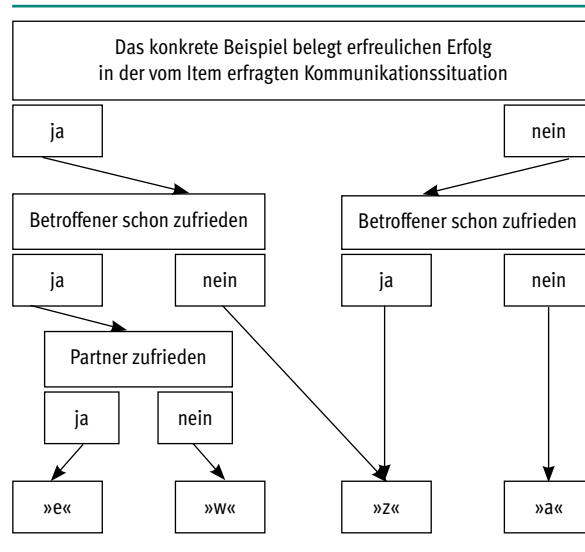 Das konkrete Beispiel belegt erfreulichen Erfolg
in der vom Item erfragten Kommunikationssituation
ja
nein
Betroffener schon zufrieden
Betroffener schon zufrieden
ja
nein
ja
nein
Partner zufrieden
ja
nein
»e«
»w«
»z«
»a«